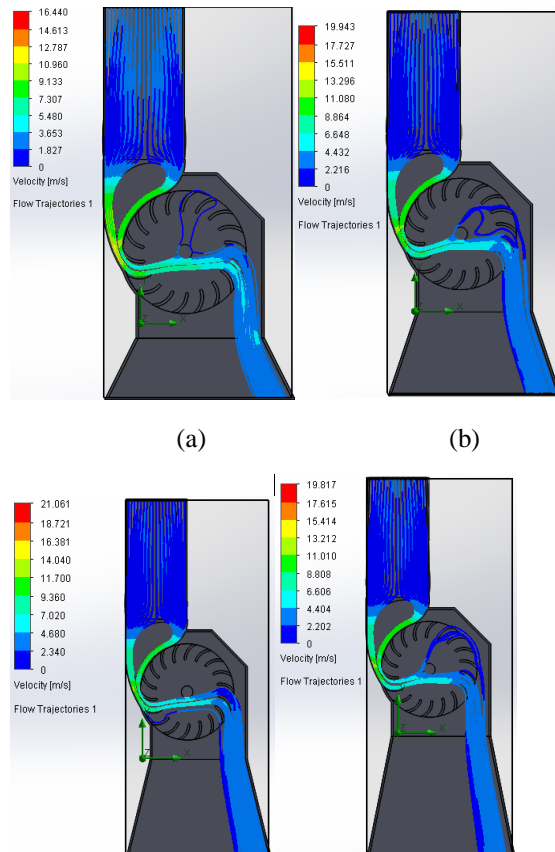 16.440
14.613
12.787
10.960
9.133
7.307
5.480
3.653
1.827
0
Velocity [m/s]
Flow Trajectories 1
Z
X
19.943
17.727
15.511
13.296
11.080
8.864
6.648
4.432
2.216
0
Velocity [m/s]
Flow Trajectories 1
Z
X
(a)
(b)
21.061
18.721
16.381
14.040
11.700
9.360
7.020
4.680
2.340
0
Velocity [m/s]
Flow Trajectories 1
Z
X
19.817
17.615
15.414
13.212
11.010
8.808
6.606
4.404
2.202
0
Velocity [m/s]
Flow Trajectories 1
Z
X